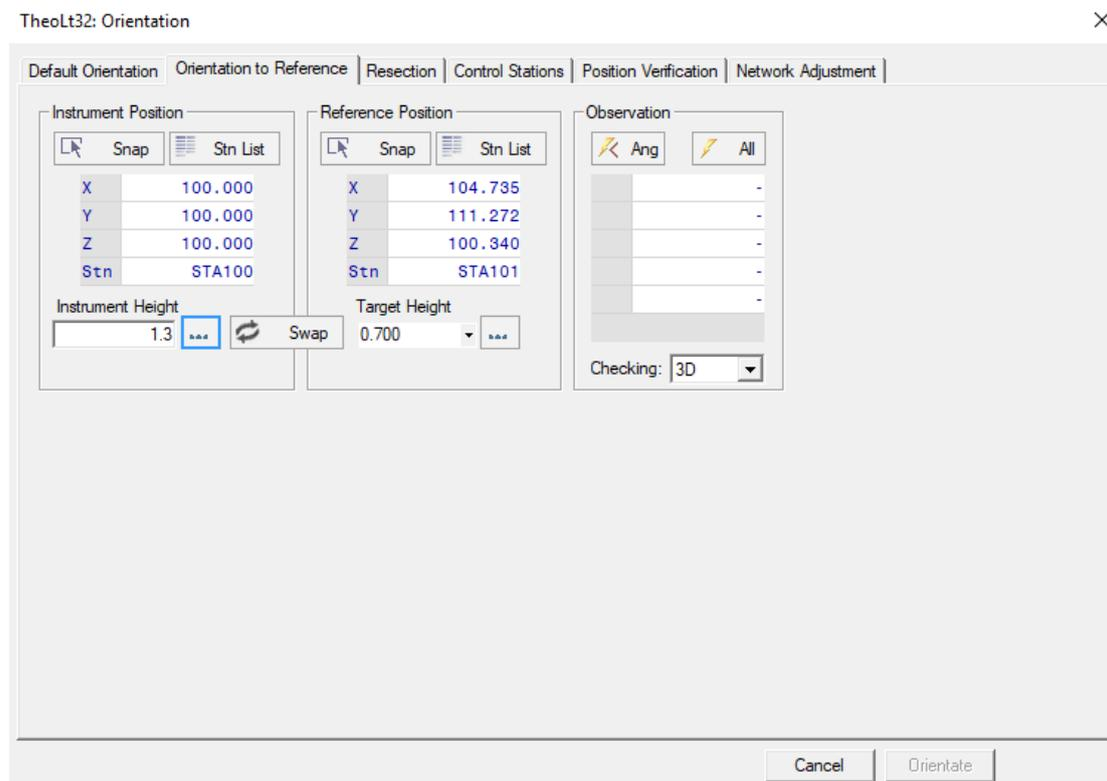 TheoLt32: Orientation
Default Orientation Orientation to Reference Resection Control Stations Position Verification Network Adjustment
Instrument Position
Snap Stn List
X 100.000
Y 100.000
Z 100.000
Stn STA100
Instrument Height
1.3 ... Swap
Reference Position
Snap Stn List
X 104.735
Y 111.272
Z 100.340
Stn STA101
Target Height
0.700 ...
Observation
Ang All
-
-
-
-
-
Checking: 3D
Cancel Orientate